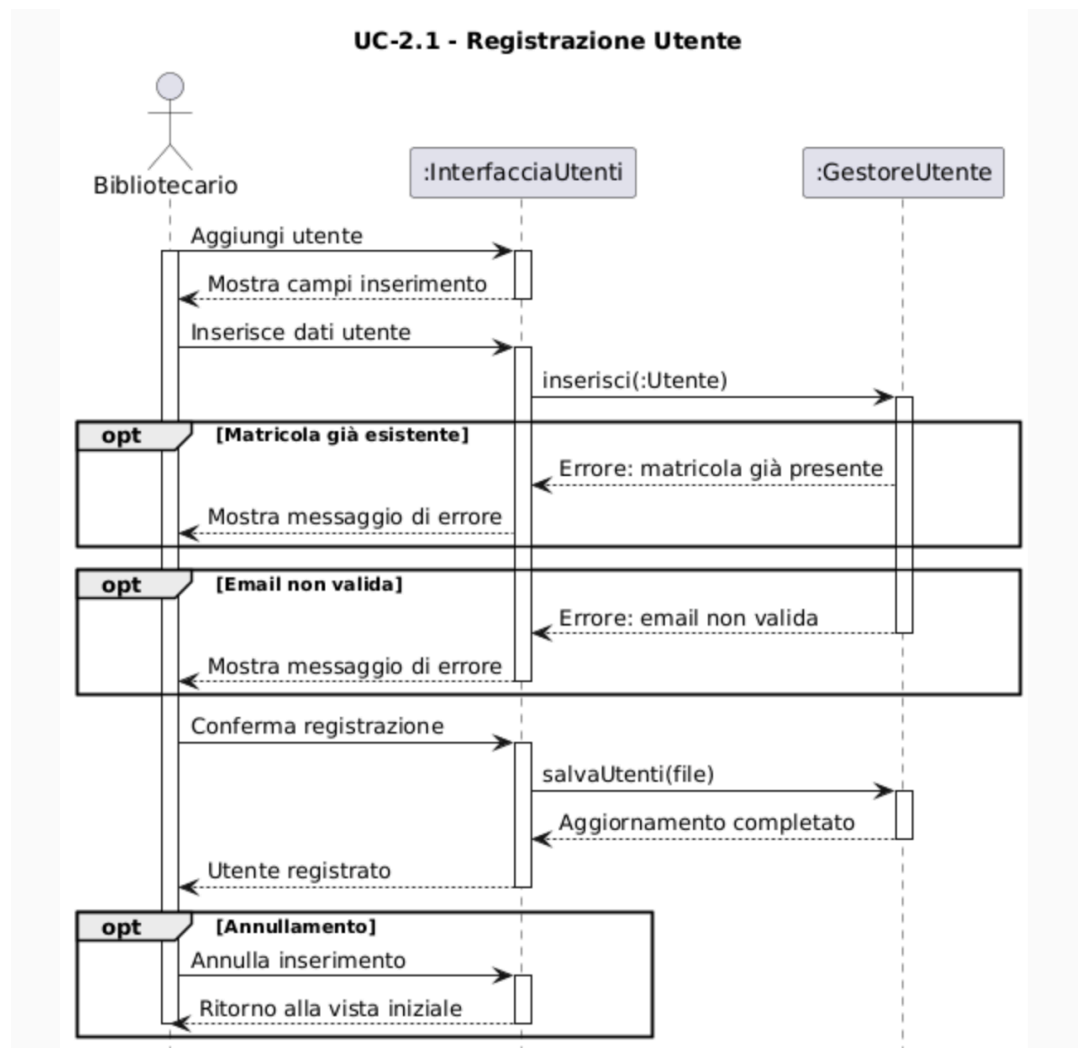 UC-2.1 - Registrazione Utente
Bibliotecario
:InterfacciaUtenti
:GestoreUtente
Aggiungi utente
Mostra campi inserimento
Inserisce dati utente
inserisci(:Utente)
opt [Matricola già esistente]
Errore: matricola già presente
Mostra messaggio di errore
opt [Email non valida]
Errore: email non valida
Mostra messaggio di errore
Conferma registrazione
salvaUtenti(file)
Aggiornamento completato
Utente registrato
opt [Annullamento]
Annulla inserimento
Ritorno alla vista iniziale